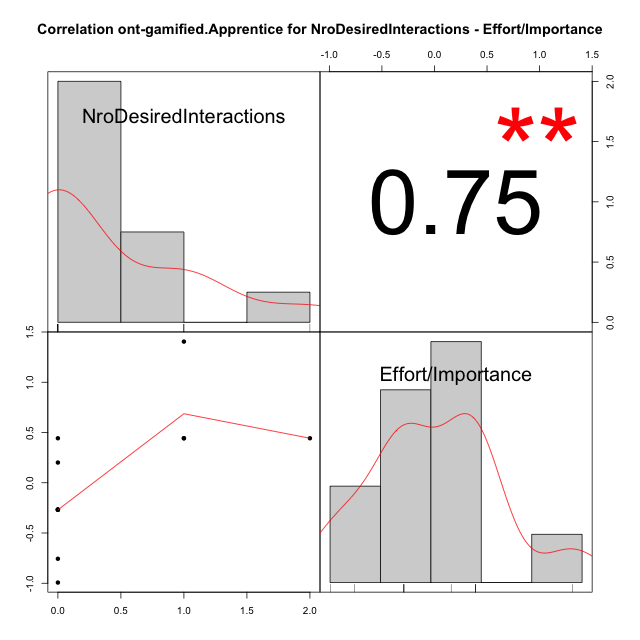 Correlation ont-gamified.Apprentice for NroDesiredInteractions - Effort/Importance
-1.0 -0.5 0.0 0.5 1.0 1.5
NroDesiredInteractions
**
0.75
2.0
1.5
1.0
0.5
0.0
1.5
1.0
0.5
0.0
-0.5
-1.0
Effort/Importance
0.0 0.5 1.0 1.5 2.0